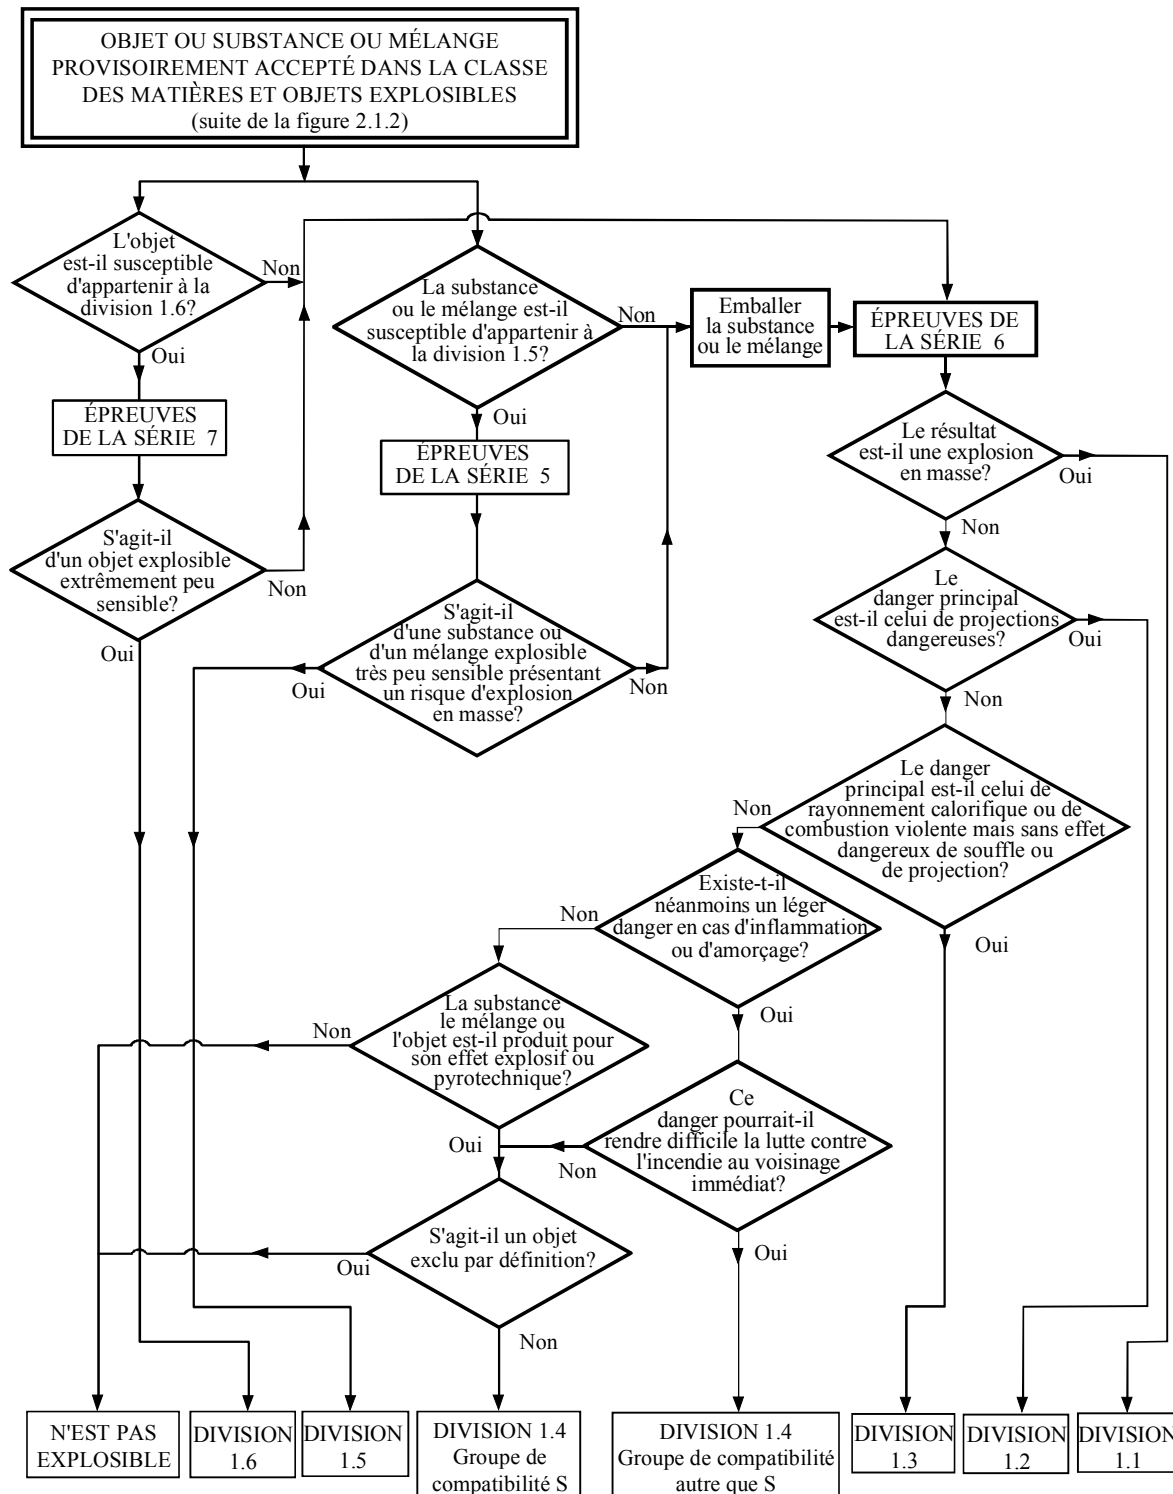 OBJET OU SUBSTANCE OU MÉLANGE
PROVISOIREMENT ACCEPTÉ DANS LA CLASSE
DES MATIÈRES ET OBJETS EXPLOSIBLES
(suite de la figure 2.1.2)
L'objet
est-il susceptible
d'appartenir à la
division 1.6?
Non
Oui
La substance
ou le mélange est-il
susceptible d'appartenir à
la division 1.5?
Non
Oui
Emballer
la substance
ou le mélange
ÉPREUVES DE
LA SÉRIE 6
ÉPREUVES
DE LA SÉRIE 7
ÉPREUVES
DE LA SÉRIE 5
Le résultat
est-il une explosion
en masse?
Oui
Non
S'agit-il
d'un objet explosible
extrêmement peu
sensible?
Non
Oui
S'agit-il
d'une substance ou
d'un mélange explosible
très peu sensible présentant
un risque d'explosion
en masse?
Oui
Non
Le
danger principal
est-il celui de projections
dangereuses?
Oui
Non
Le danger
principal est-il celui de
rayonnement calorifique ou de
combustion violente mais sans effet
dangereux de souffle ou
de projection?
Non
Oui
Existe-t-il
néanmoins un léger
danger en cas d'inflammation
ou d'amorçage?
Non
Oui
La substance
le mélange ou
l'objet est-il produit pour
son effet explosif ou
pyrotechnique?
Non
Oui
Ce
danger pourrait-il
rendre difficile la lutte contre
l'incendie au voisinage
immédiat?
Non
Oui
S'agit-il un objet
exclu par définition?
Oui
Non
N'EST PAS
EXPLOSIBLE
DIVISION
1.6
DIVISION
1.5
DIVISION 1.4
Groupe de
compatibilité S
DIVISION 1.4
Groupe de compatibilité
autre que S
DIVISION
1.3
DIVISION
1.2
DIVISION
1.1